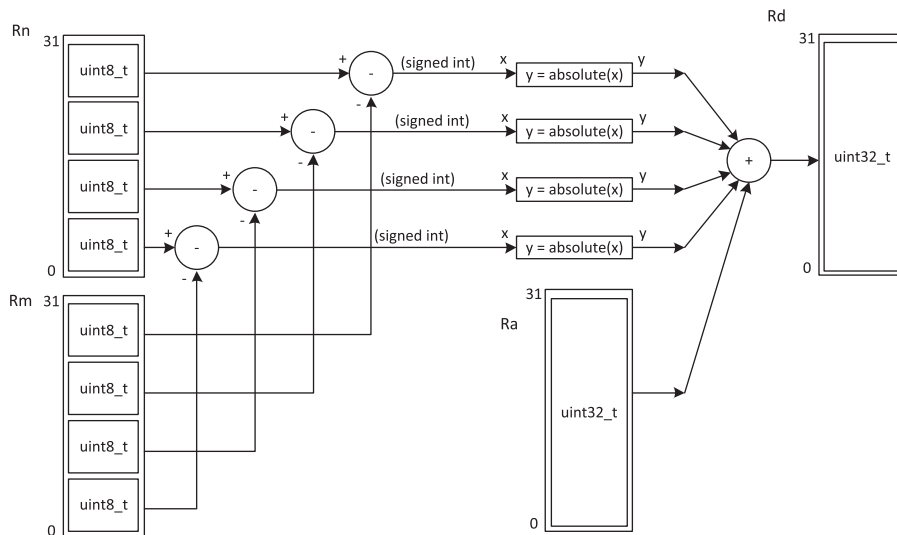 Rn
31
uint8_t
uint8_t
uint8_t
uint8_t
0
+
-
-
(signed int)
x
y = absolute(x)
y
+
-
-
(signed int)
x
y = absolute(x)
y
+
-
-
(signed int)
x
y = absolute(x)
y
+
-
-
(signed int)
x
y = absolute(x)
y
+
Rd
31
uint32_t
0
Rm
31
uint8_t
uint8_t
uint8_t
uint8_t
0
Ra
31
uint32_t
0